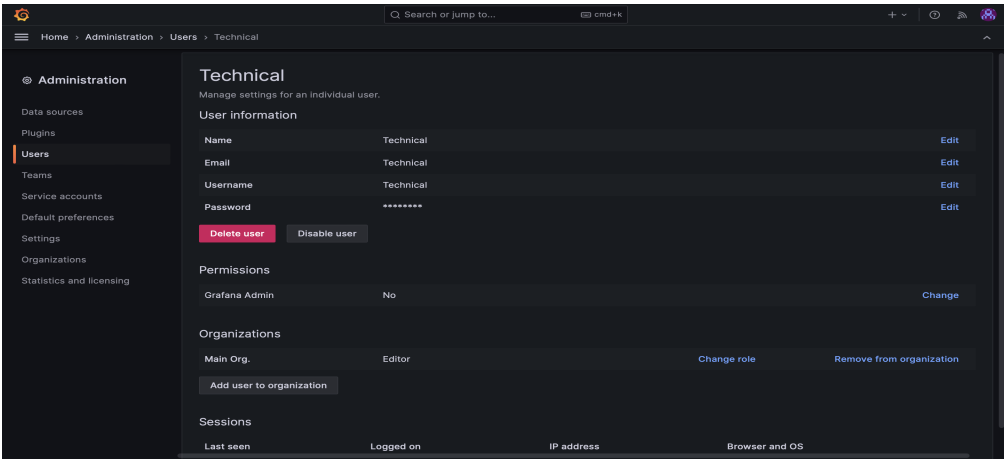 Search or jump to... cmd+k
Home > Administration > Users > Technical
Administration
Data sources
Plugins
Users
Teams
Service accounts
Default preferences
Settings
Organizations
Statistics and licensing
Technical
Manage settings for an individual user.
User information
Name Technical Edit
Email Technical Edit
Username Technical Edit
Password ******** Edit
Delete user Disable user
Permissions
Grafana Admin No Change
Organizations
Main Org. Editor Change role Remove from organization
Add user to organization
Sessions
Last seen Logged on IP address Browser and OS